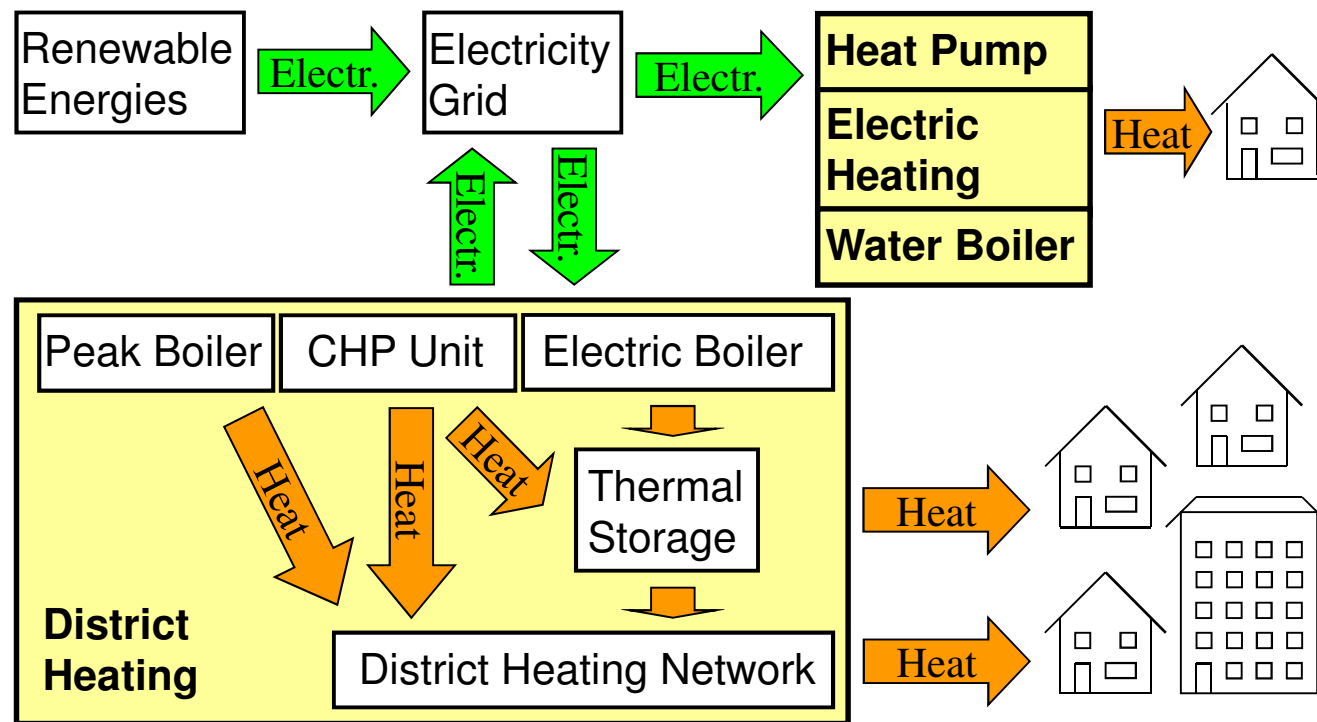 Renewable
Energies
Electr.
Electricity
Grid
Electr.
Heat Pump
Electric
Heating
Water Boiler
Heat
Electr.
Electr.
Peak Boiler
CHP Unit
Electric Boiler
Heat
Heat
Heat
Thermal
Storage
Heat
District
Heating
District Heating Network
Heat